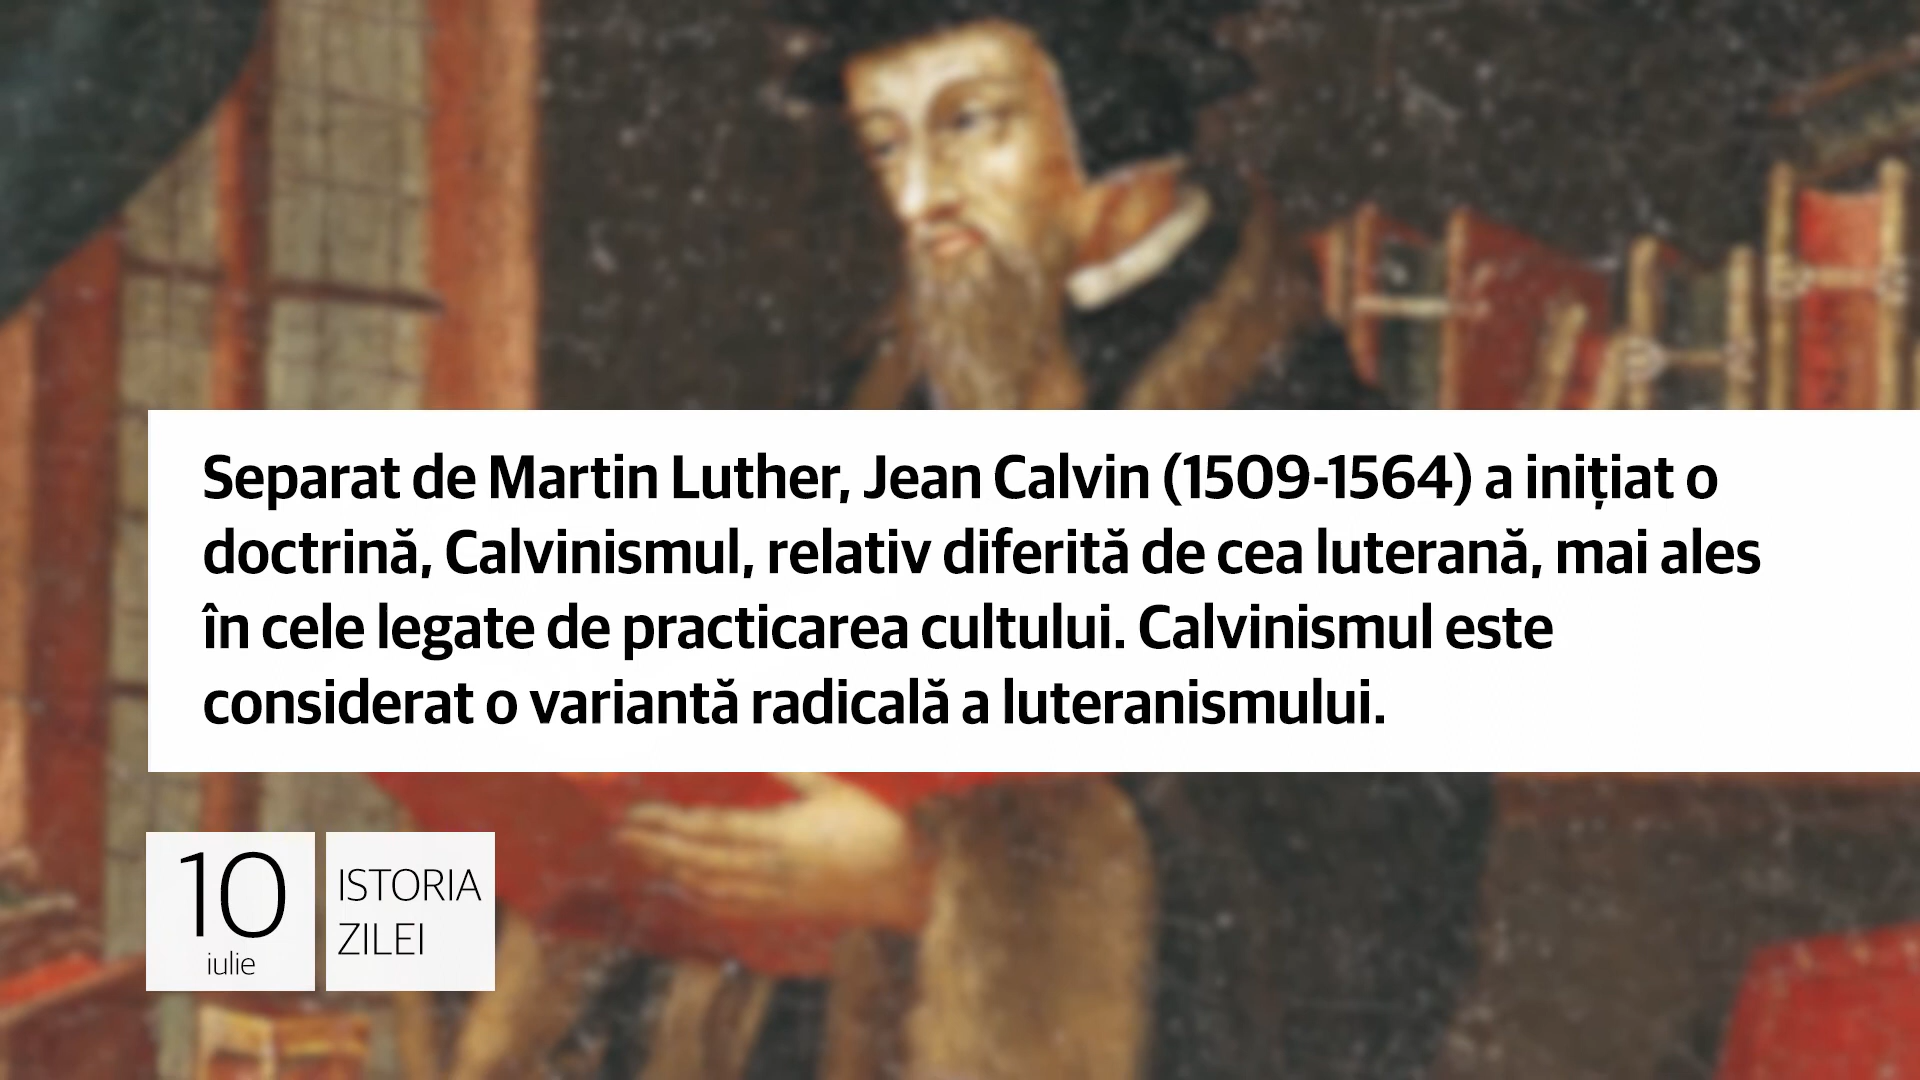 Separat de Martin Luther, Jean Calvin (1509-1564) a inițiat o
doctrină, Calvinismul, relativ diferită de cea luterană, mai ales
în cele legate de practicarea cultului. Calvinismul este
considerat o variantă radicală a luteranismului.
10
iulie
ISTORIA
ZILEI